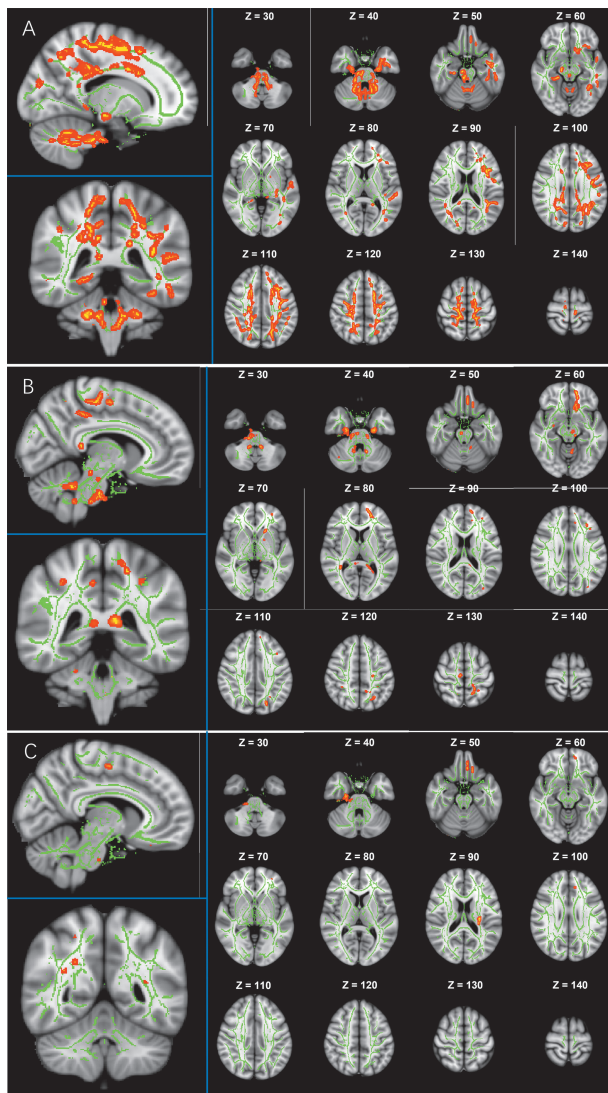 A
Z = 30 Z = 40 Z = 50 Z = 60
Z = 70 Z = 80 Z = 90 Z = 100
Z = 110 Z = 120 Z = 130 Z = 140
B
Z = 30 Z = 40 Z = 50 Z = 60
Z = 70 Z = 80 Z = 90 Z = 100
Z = 110 Z = 120 Z = 130 Z = 140
C
Z = 30 Z = 40 Z = 50 Z = 60
Z = 70 Z = 80 Z = 90 Z = 100
Z = 110 Z = 120 Z = 130 Z = 140